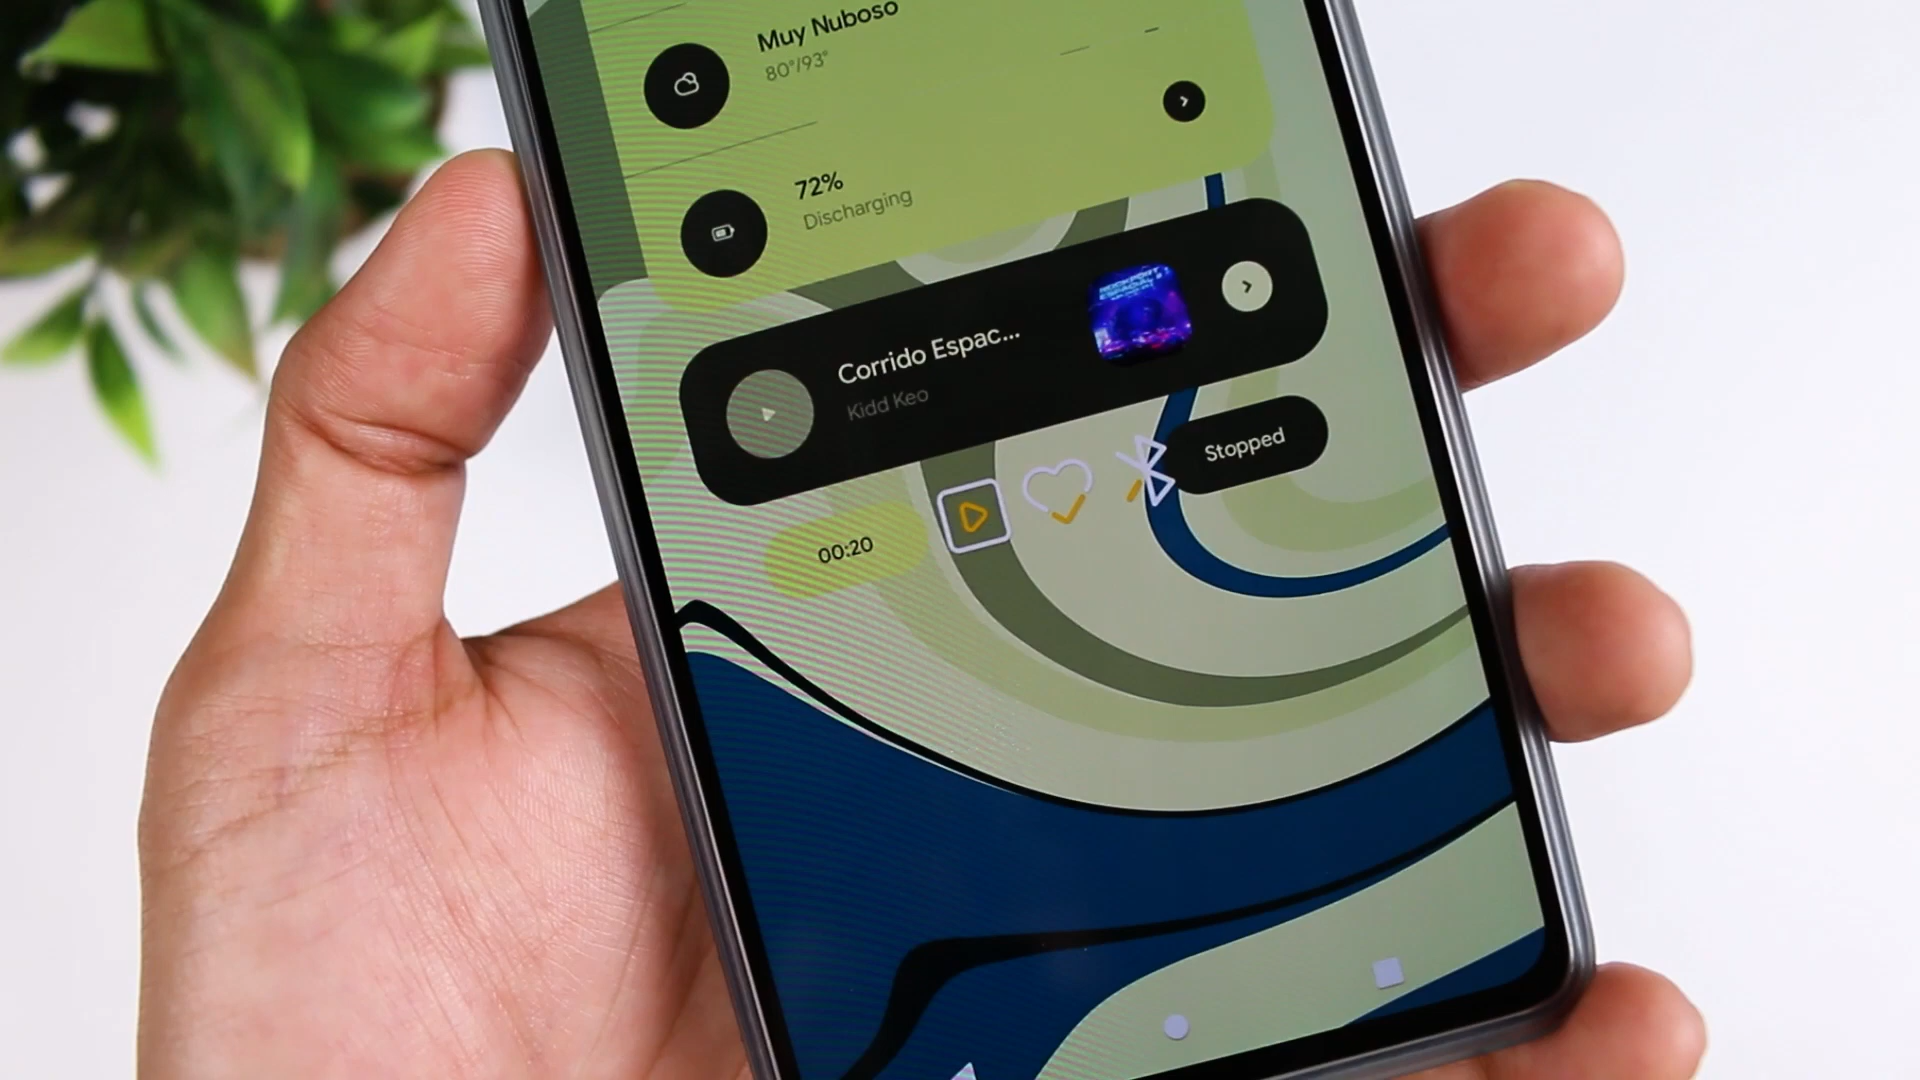 Muy Nuboso
80°/93°
72%
Discharging
Corrido Espac...
Kidd Keo
Stopped
00:20